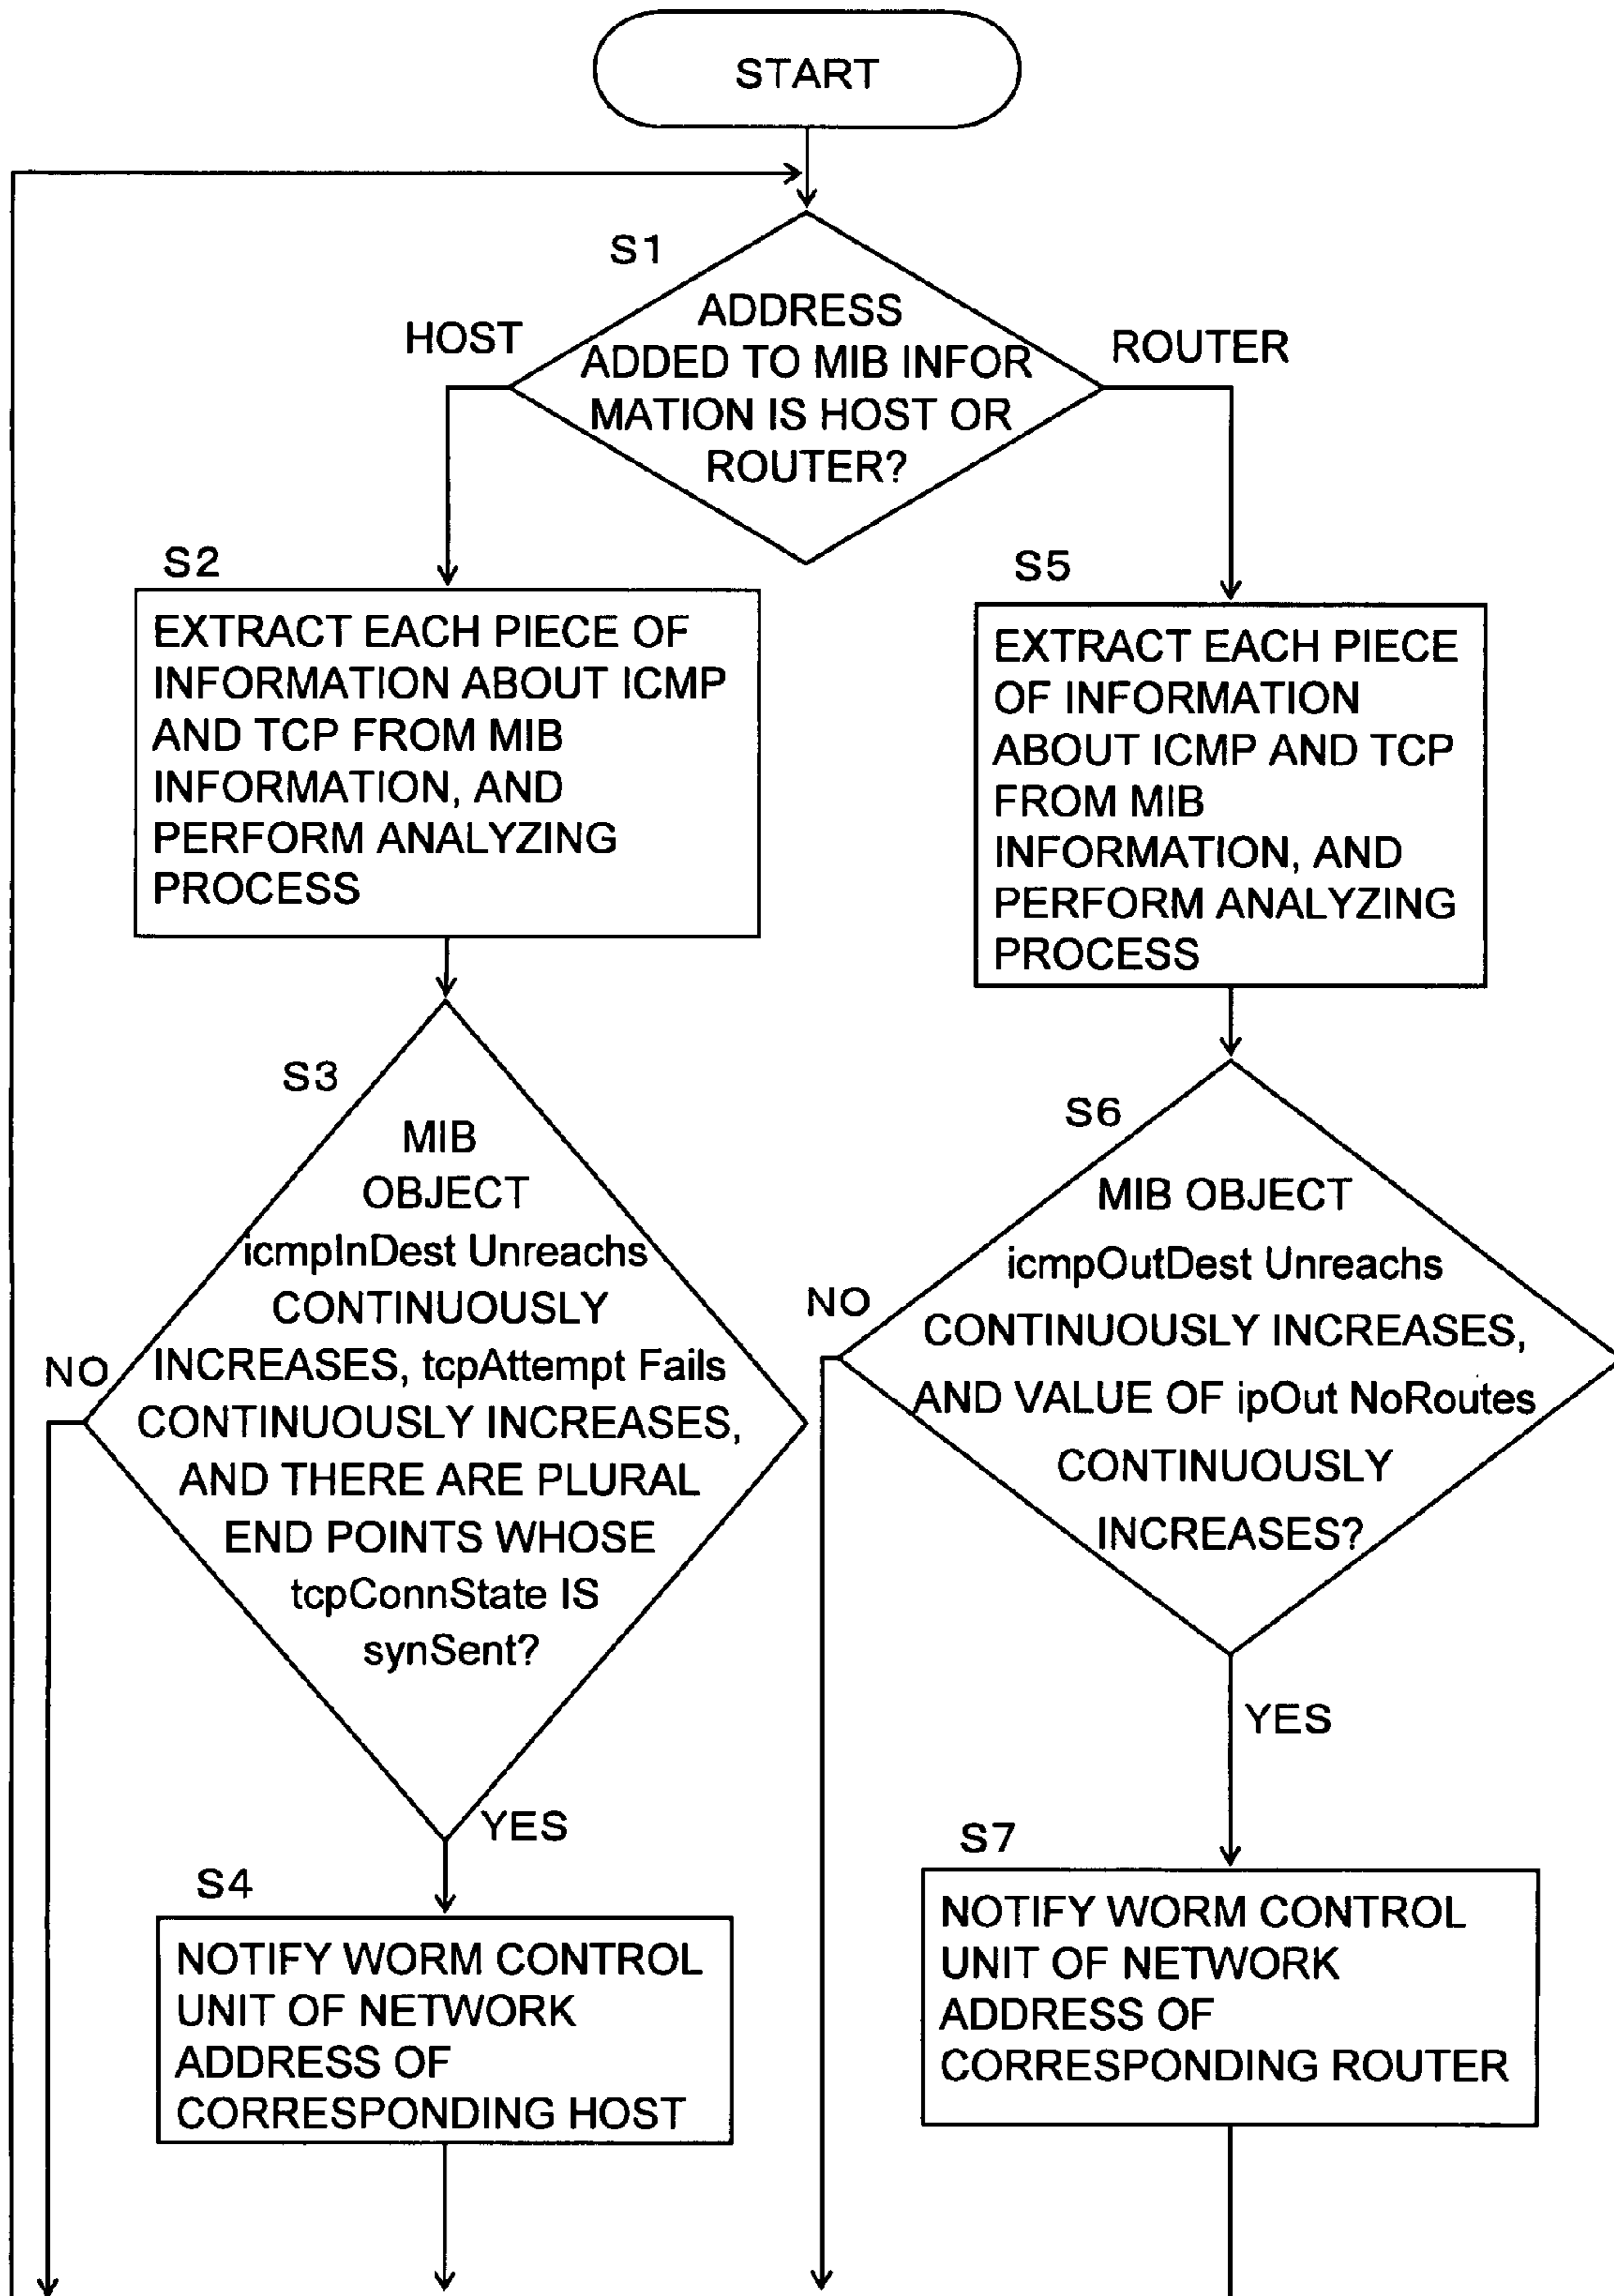 START
S1
ADDRESS
ADDED TO MIB INFOR
MATION IS HOST OR
ROUTER?
HOST
ROUTER
S2
EXTRACT EACH PIECE OF
INFORMATION ABOUT ICMP
AND TCP FROM MIB
INFORMATION, AND
PERFORM ANALYZING
PROCESS
S5
EXTRACT EACH PIECE
OF INFORMATION
ABOUT ICMP AND TCP
FROM MIB
INFORMATION, AND
PERFORM ANALYZING
PROCESS
S3
MIB
OBJECT
icmpInDest Unreachs
CONTINUOUSLY
INCREASES, tcpAttempt Fails
CONTINUOUSLY INCREASES,
AND THERE ARE PLURAL
END POINTS WHOSE
tcpConnState IS
synSent?
NO
YES
S6
MIB OBJECT
icmpOutDest Unreachs
CONTINUOUSLY INCREASES,
AND VALUE OF ipOut NoRoutes
CONTINUOUSLY
INCREASES?
NO
YES
S4
NOTIFY WORM CONTROL
UNIT OF NETWORK
ADDRESS OF
CORRESPONDING HOST
S7
NOTIFY WORM CONTROL
UNIT OF NETWORK
ADDRESS OF
CORRESPONDING ROUTER